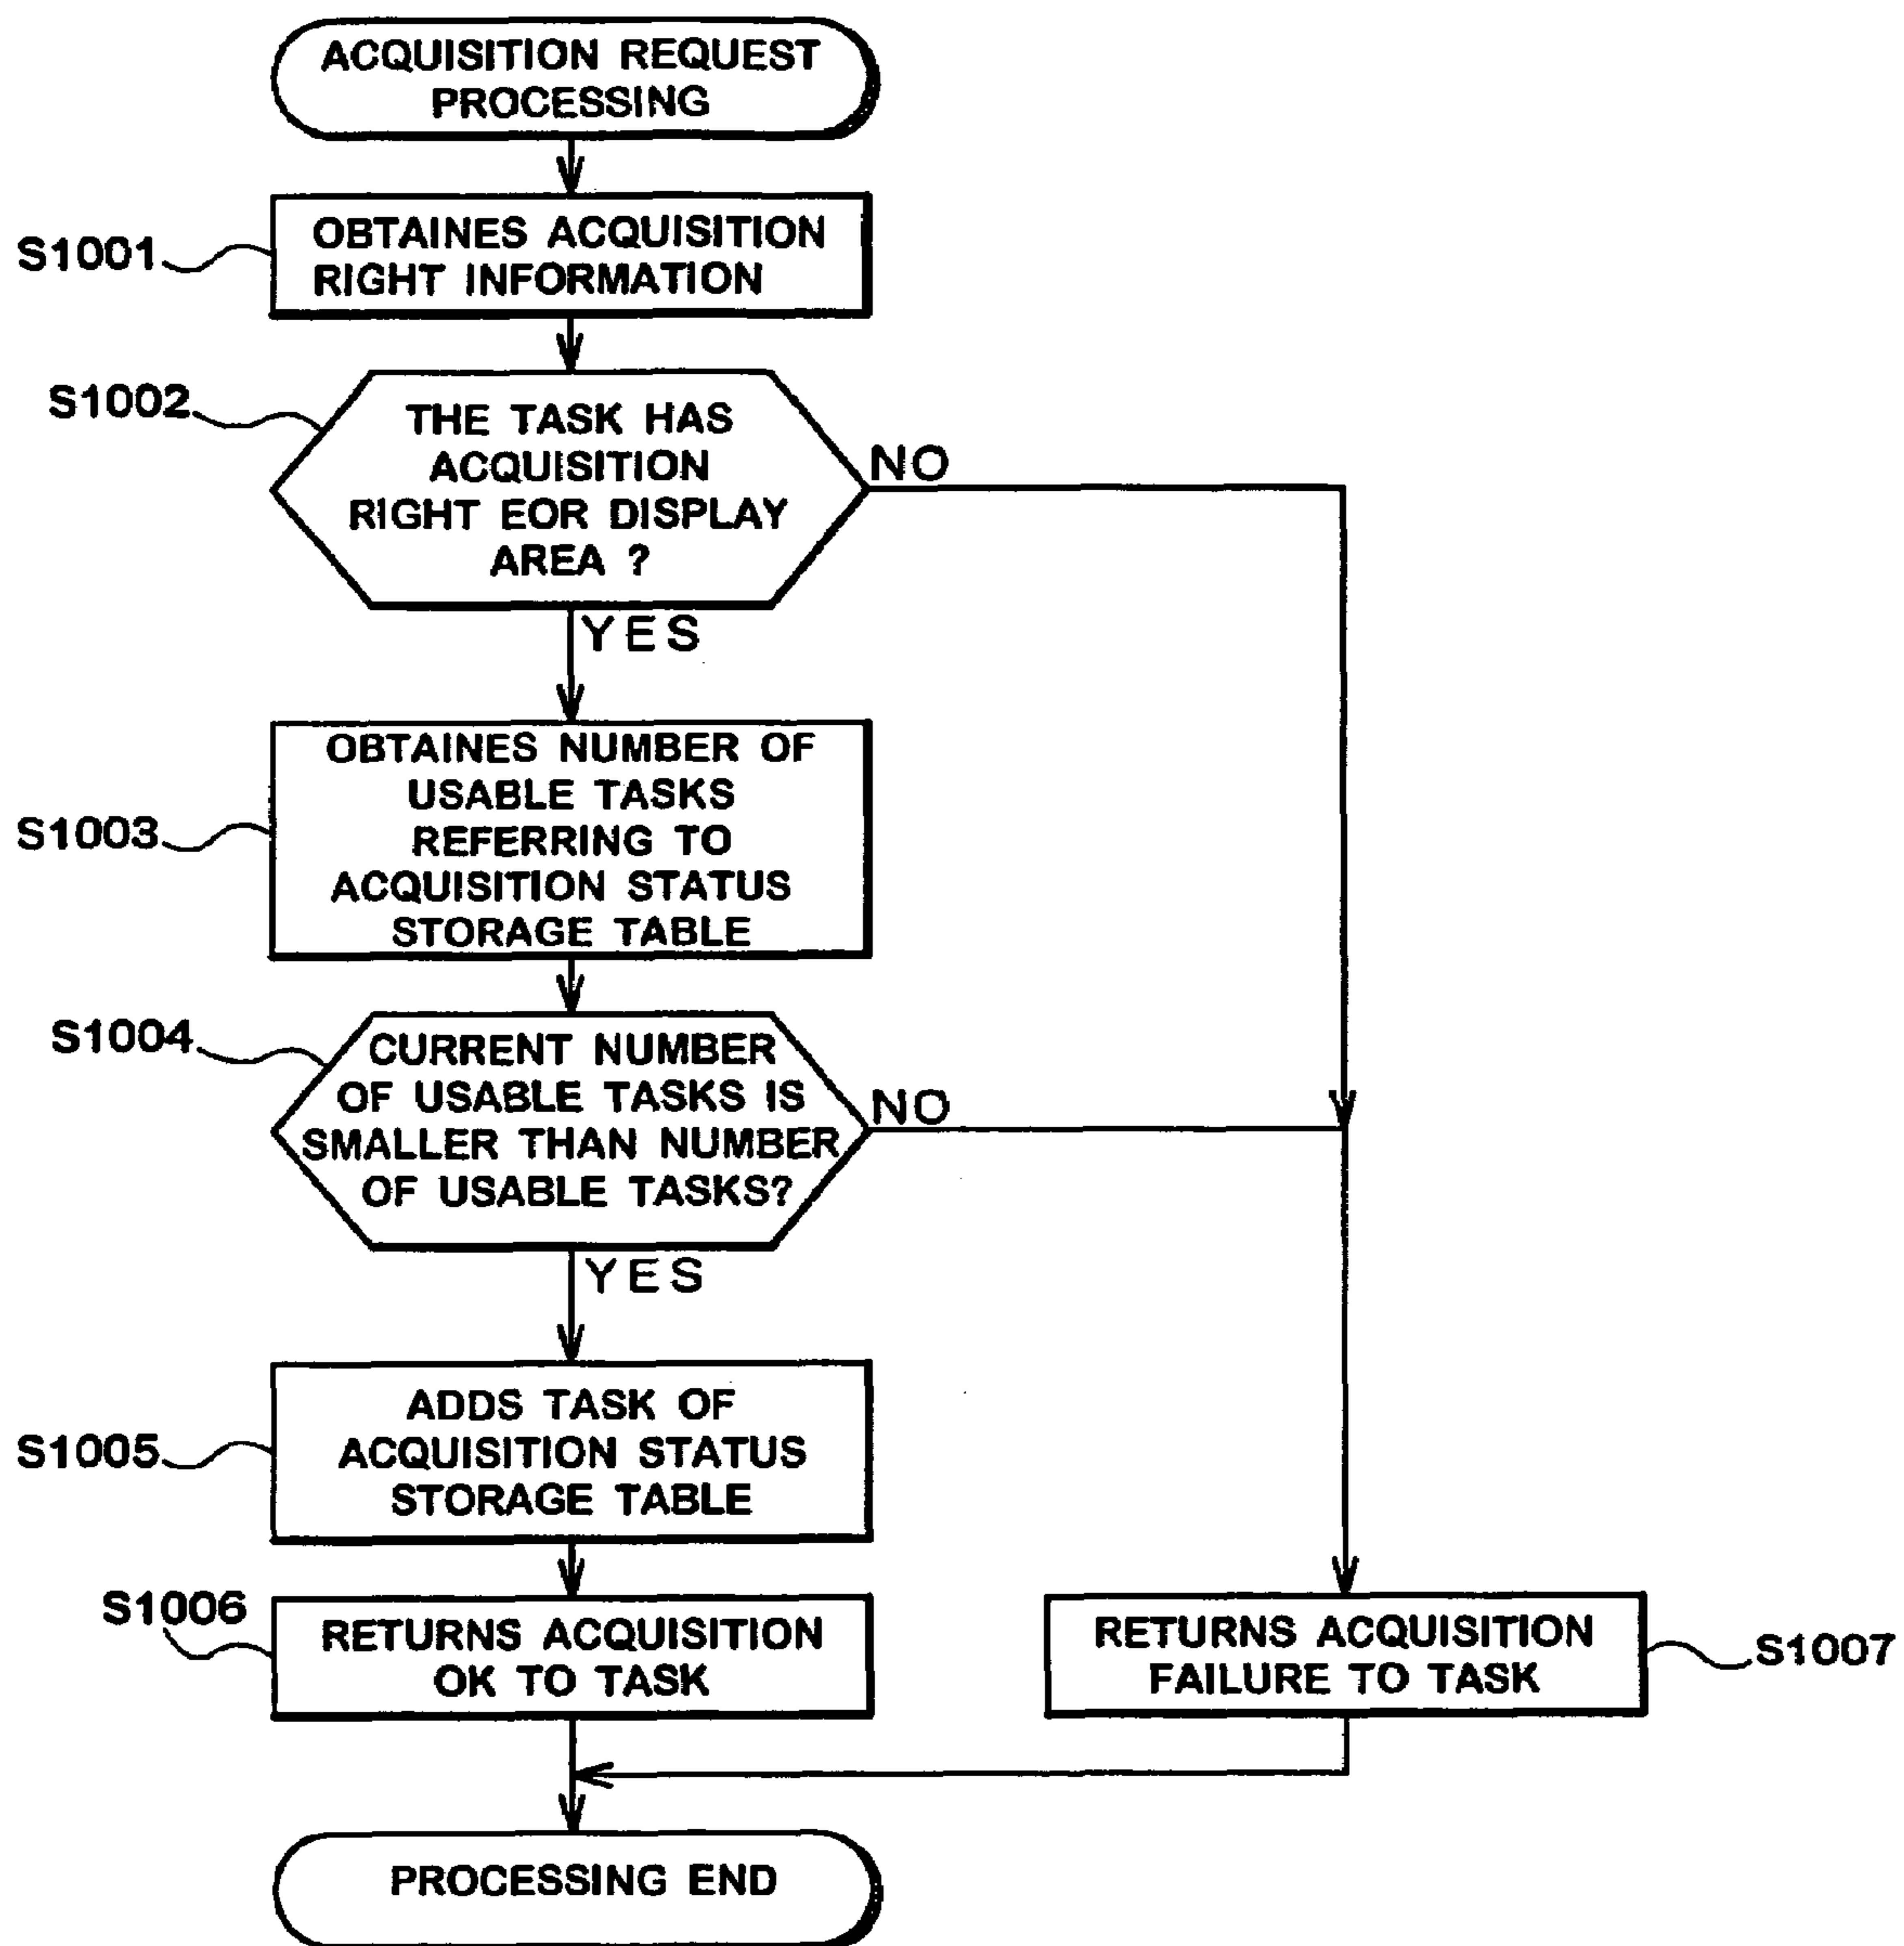 ACQUISITION REQUEST
PROCESSING
S1001
OBTAINES ACQUISITION
RIGHT INFORMATION
S1002
THE TASK HAS
ACQUISITION
RIGHT EOR DISPLAY
AREA ?
NO
YES
S1003
OBTAINES NUMBER OF
USABLE TASKS
REFERRING TO
ACQUISITION STATUS
STORAGE TABLE
S1004
CURRENT NUMBER
OF USABLE TASKS IS
SMALLER THAN NUMBER
OF USABLE TASKS?
NO
YES
S1005
ADDS TASK OF
ACQUISITION STATUS
STORAGE TABLE
S1006
RETURNS ACQUISITION
OK TO TASK
RETURNS ACQUISITION
FAILURE TO TASK
S1007
PROCESSING END